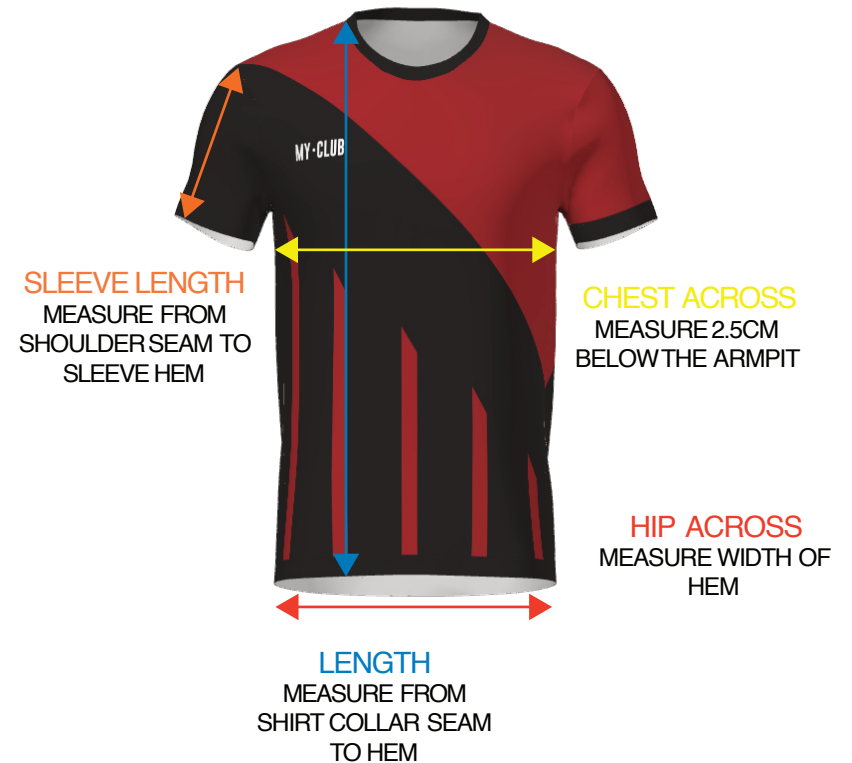 MY·CLUB
SLEEVE LENGTH
MEASURE FROM
SHOULDER SEAM TO
SLEEVE HEM
CHEST ACROSS
MEASURE 2.5CM
BELOW THE ARMPIT
HIP ACROSS
MEASURE WIDTH OF
HEM
LENGTH
MEASURE FROM
SHIRT COLLAR SEAM
TO HEM